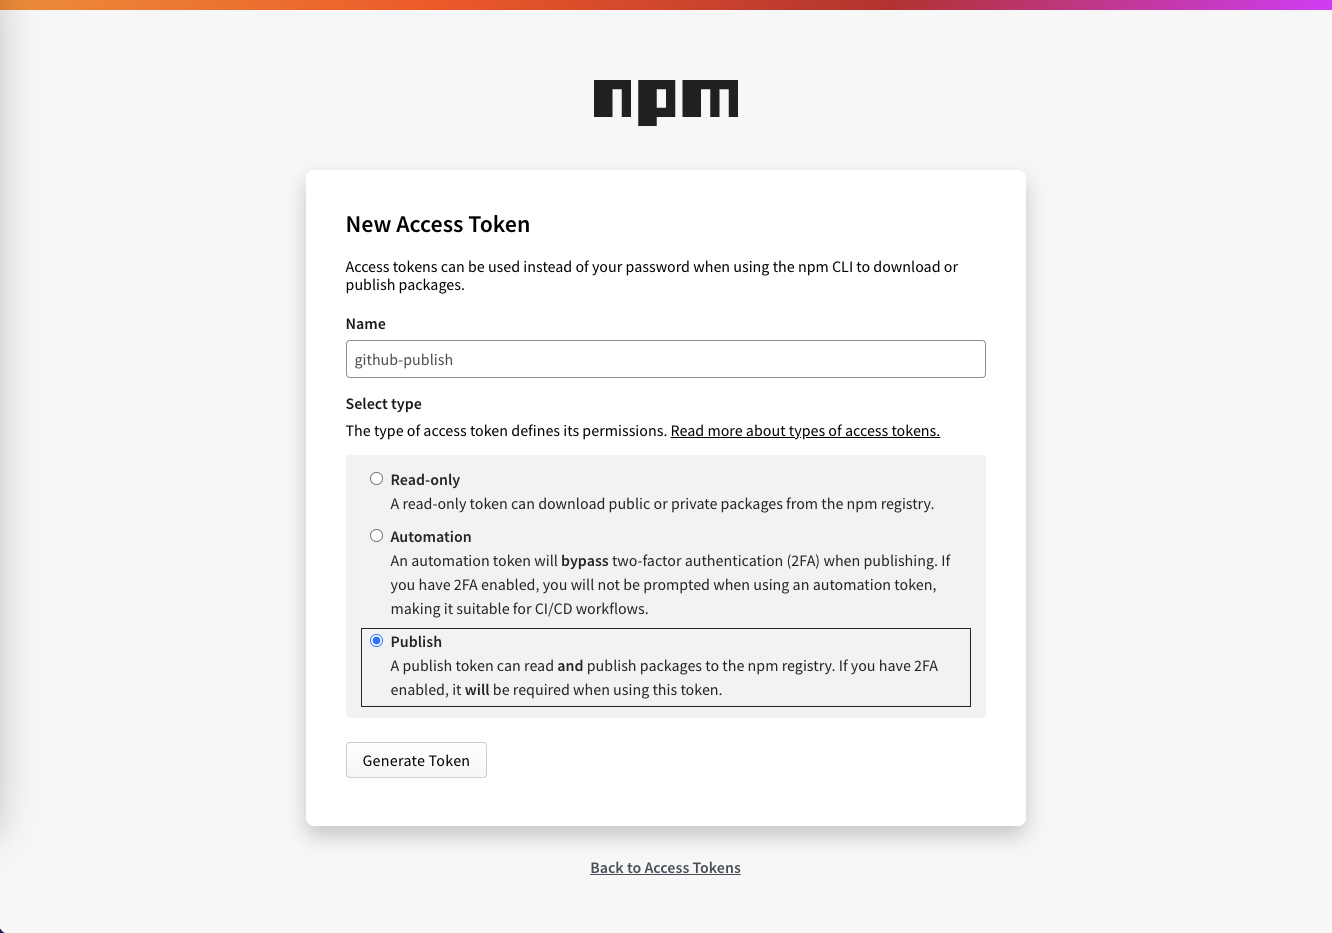 npm
New Access Token
Access tokens can be used instead of your password when using the npm CLI to download or
publish packages.
Name
github-publish
Select type
The type of access token defines its permissions. Read more about types of access tokens.
Read-only
A read-only token can download public or private packages from the npm registry.
Automation
An automation token will bypass two-factor authentication (2FA) when publishing. If
you have 2FA enabled, you will not be prompted when using an automation token,
making it suitable for CI/CD workflows.
Publish
A publish token can read and publish packages to the npm registry. If you have 2FA
enabled, it will be required when using this token.
Generate Token
Back to Access Tokens